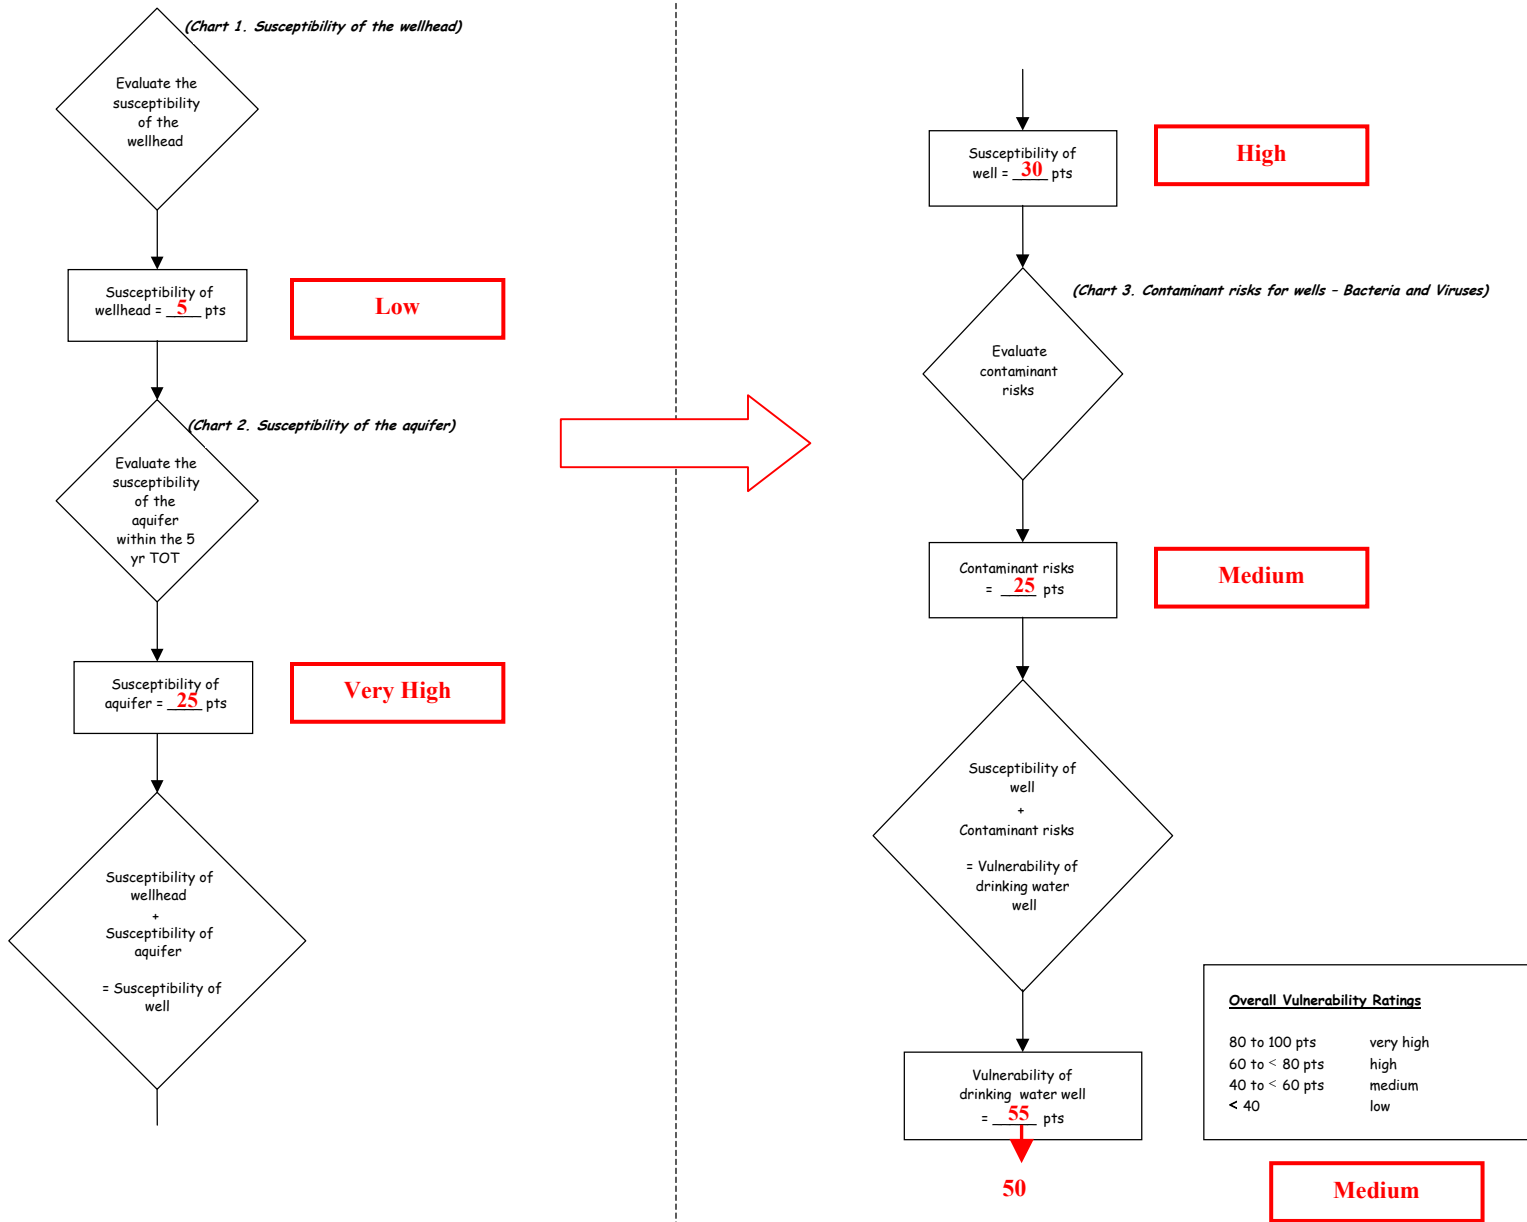 (Chart 1. Susceptibility of the wellhead)
Evaluate the
susceptibility
of the
wellhead
Susceptibility of
wellhead = 5 pts
Low
(Chart 2. Susceptibility of the aquifer)
Evaluate the
susceptibility
of the
aquifer
within the 5
yr TOT
Susceptibility of
aquifer = 25 pts
Very High
Susceptibility of
wellhead
+
Susceptibility of
aquifer
= Susceptibility of
well
Susceptibility of
well = 30 pts
High
(Chart 3. Contaminant risks for wells – Bacteria and Viruses)
Evaluate
contaminant
risks
Contaminant risks
= 25 pts
Medium
Susceptibility of
well
+
Contaminant risks
= Vulnerability of
drinking water
well
Vulnerability of
drinking water well
= 55 pts
50
Overall Vulnerability Ratings
80 to 100 pts very high
60 to < 80 pts high
40 to < 60 pts medium
< 40 low
Medium